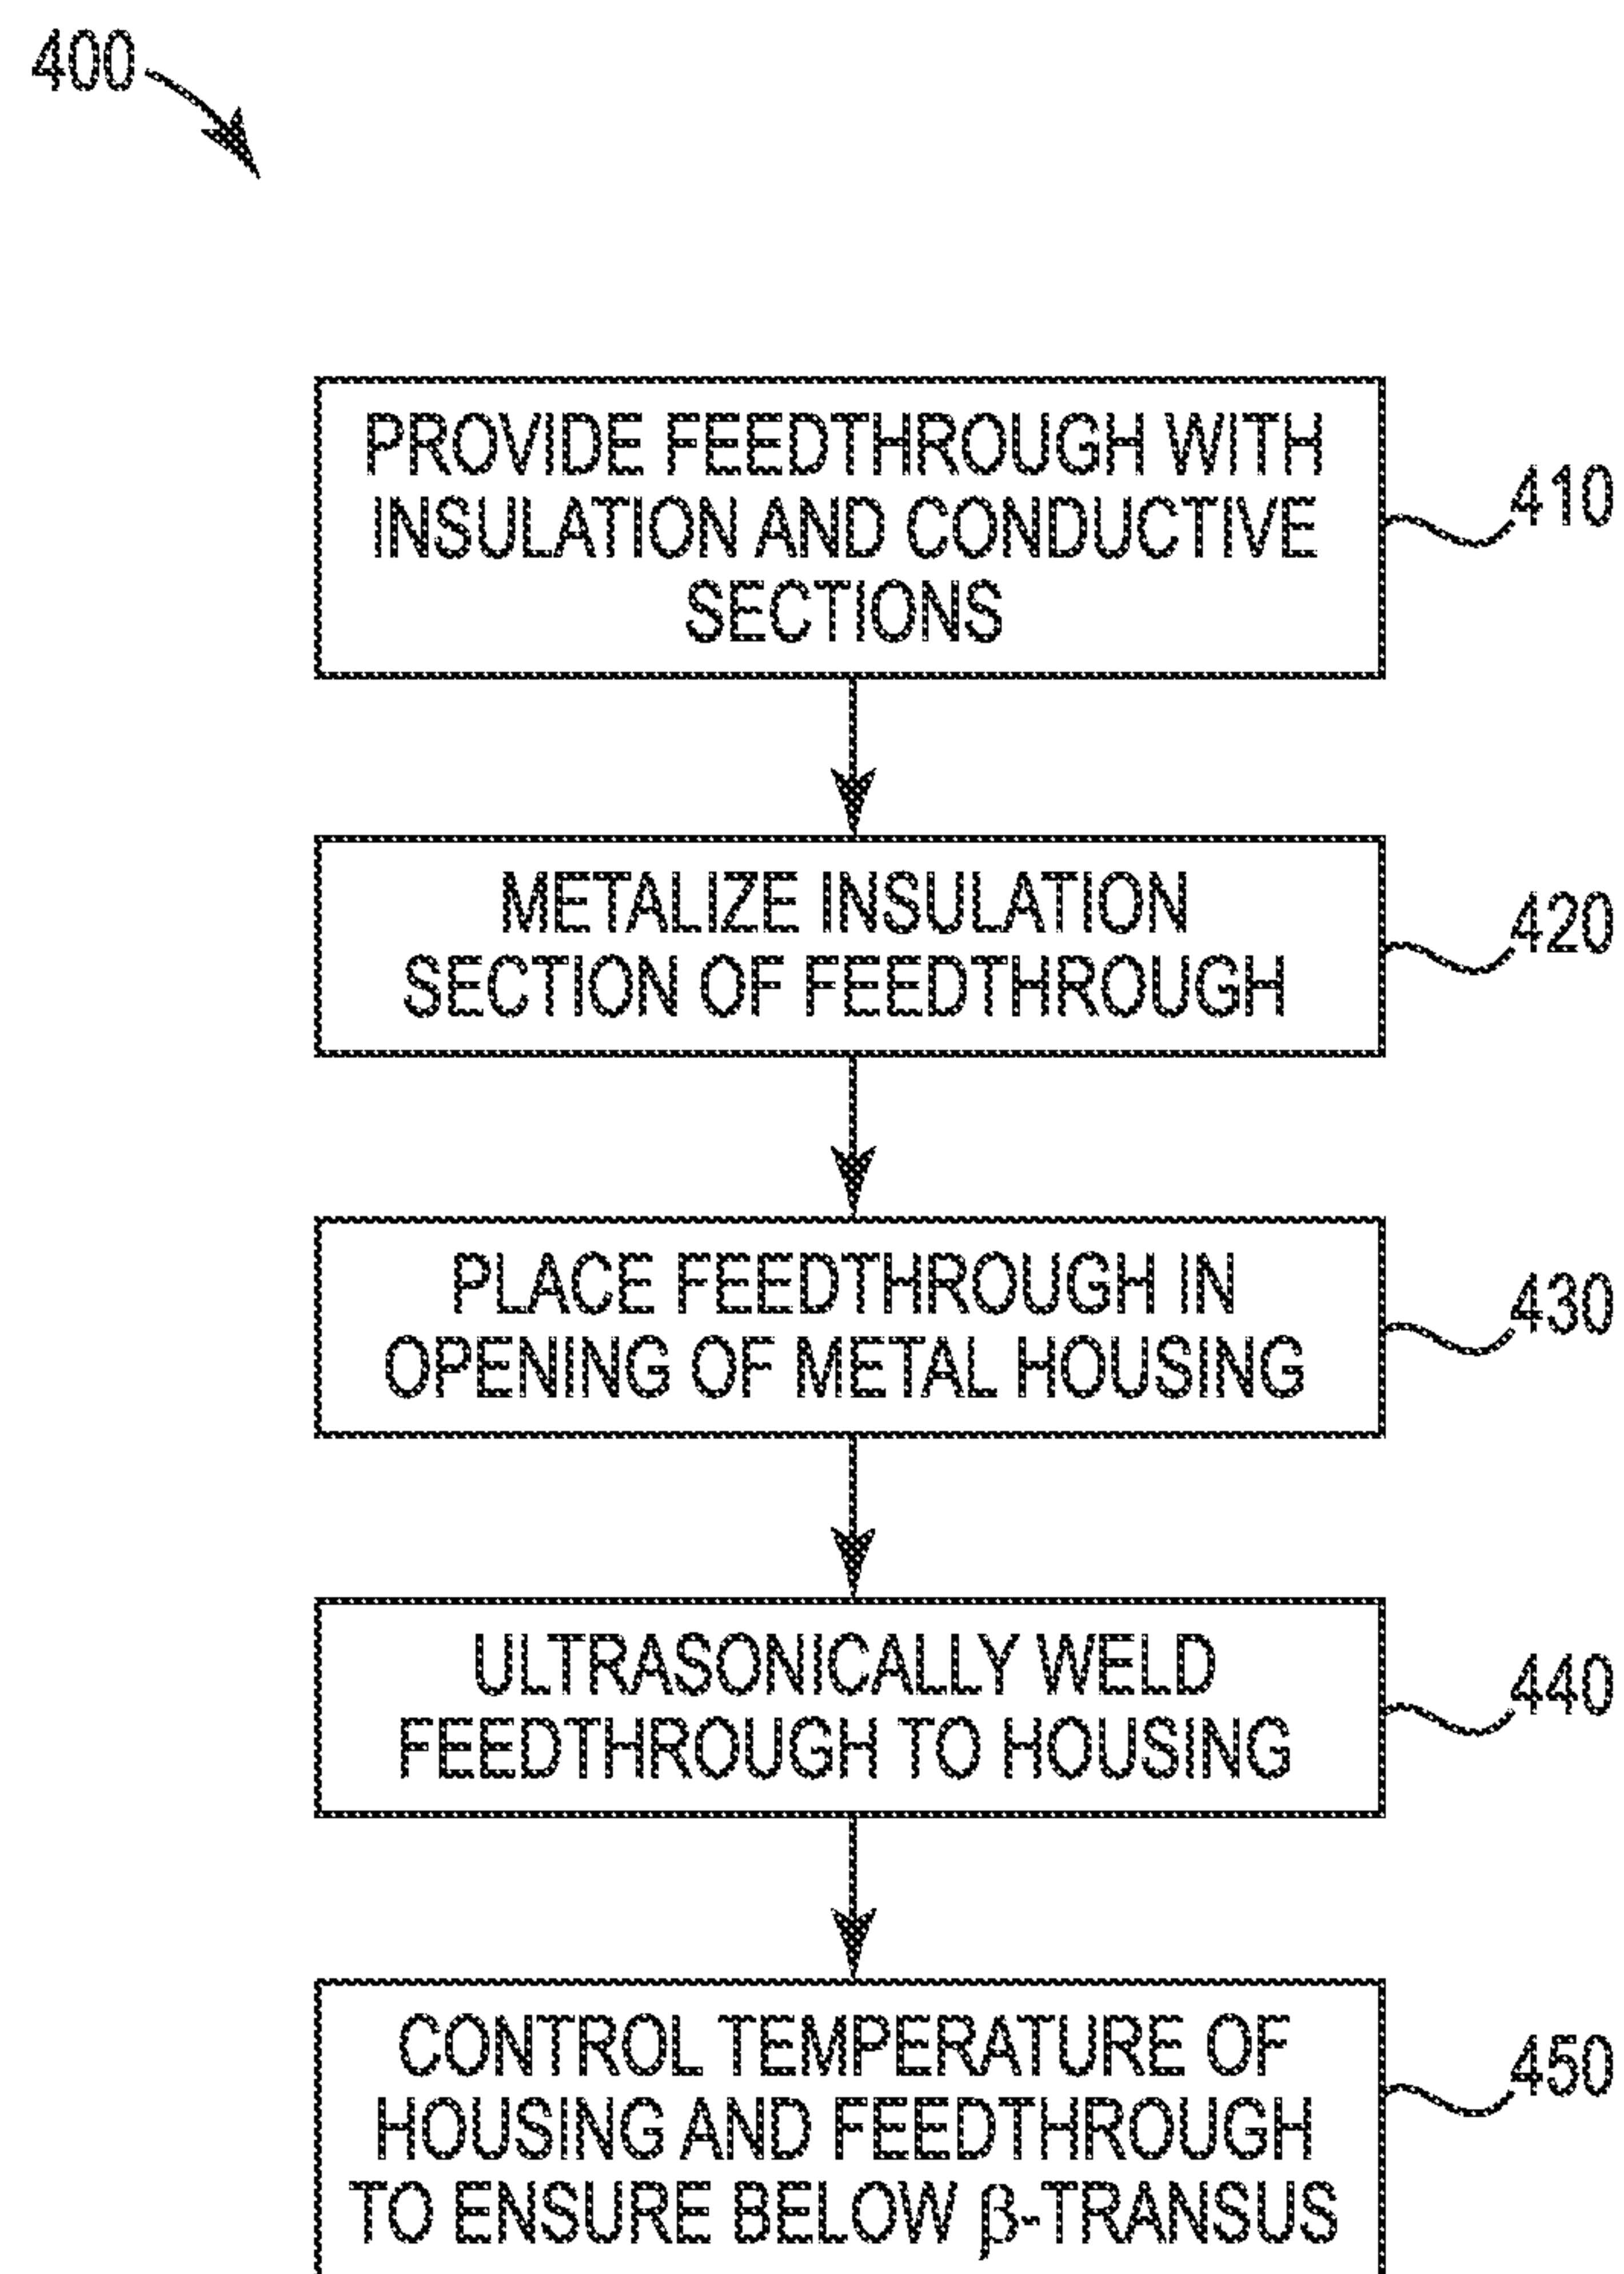 400
PROVIDE FEEDTHROUGH WITH
INSULATION AND CONDUCTIVE
SECTIONS
410
METALIZE INSULATION
SECTION OF FEEDTHROUGH
420
PLACE FEEDTHROUGH IN
OPENING OF METAL HOUSING
430
ULTRASONICALLY WELD
FEEDTHROUGH TO HOUSING
440
CONTROL TEMPERATURE OF
HOUSING AND FEEDTHROUGH
TO ENSURE BELOW β-TRANSUS
450